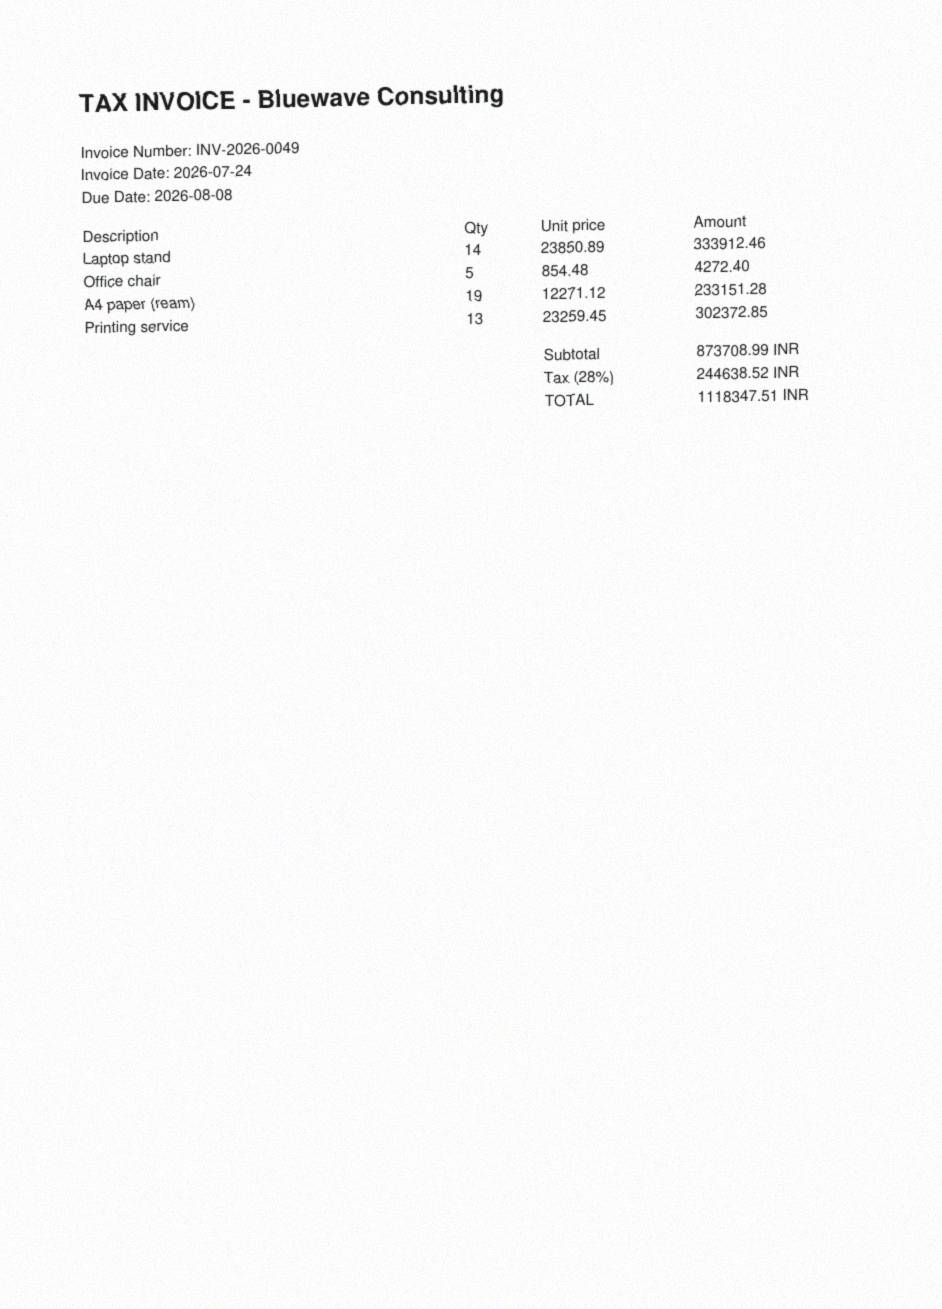 TAX INVOICE - Bluewave Consulting
Invoice Number: INV-2026-0049
Invoice Date: 2026-07-24
Due Date: 2026-08-08
Description Qty Unit price Amount
Laptop stand 14 23850.89 333912.46
Office chair 5 854.48 4272.40
A4 paper (ream) 19 12271.12 233151.28
Printing service 13 23259.45 302372.85
Subtotal 873708.99 INR
Tax (28%) 244638.52 INR
TOTAL 1118347.51 INR